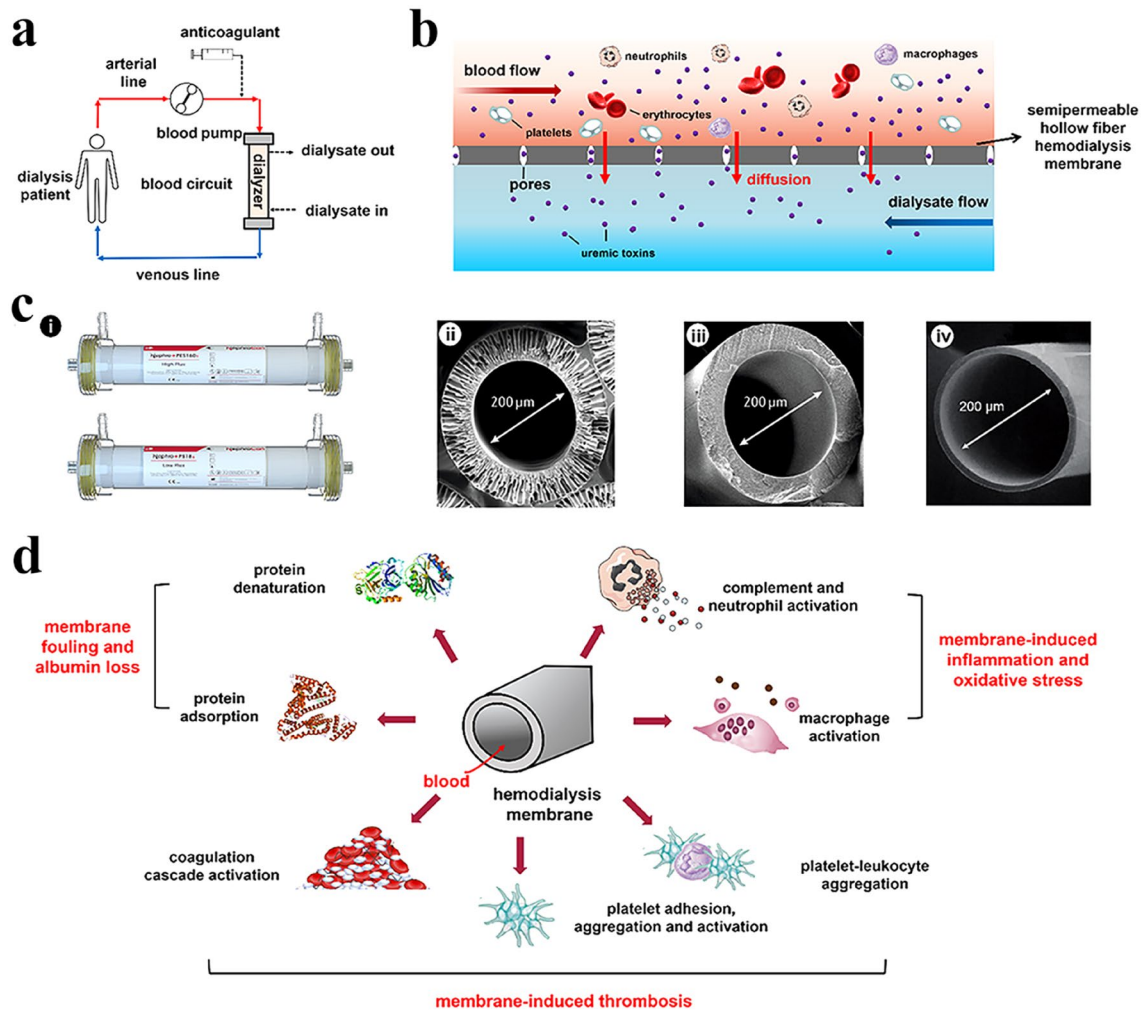 a
anticoagulant
arterial
line
blood pump
dialysate out
dialysis
patient
blood circuit
dialyzer
dialysate in
venous line
b
neutrophils
macrophages
blood flow
erythrocytes
platelets
semipermeable
hollow fiber
hemodialysis
membrane
pores
diffusion
dialysate flow
uremic toxins
c
i
High Flux
Low Flux
ii
200 µm
iii
200 µm
iv
200 µm
d
protein
denaturation
complement and
neutrophil activation
membrane
fouling and
albumin loss
membrane-induced
inflammation and
oxidative stress
protein
adsorption
macrophage
activation
blood
hemodialysis
membrane
coagulation
cascade activation
platelet-leukocyte
aggregation
platelet adhesion,
aggregation and activation
membrane-induced thrombosis